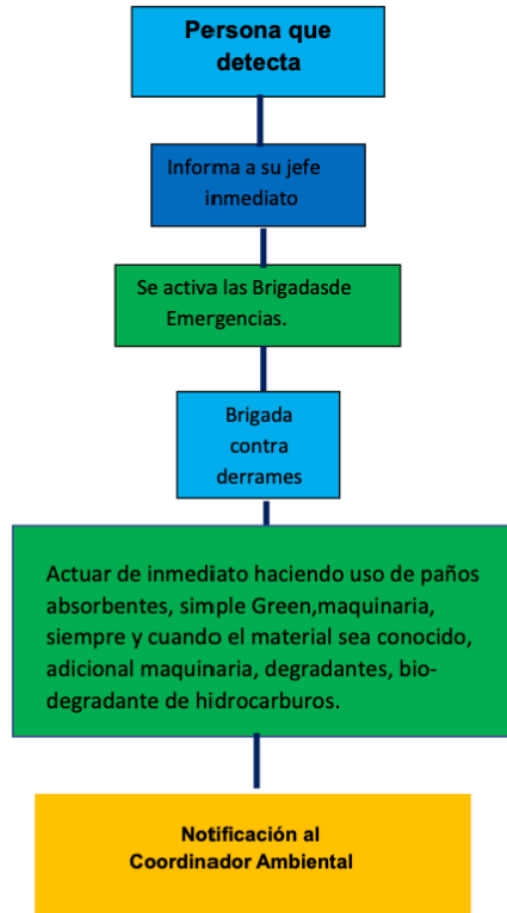 Persona que
detecta
Informa a su jefe
inmediato
Se activa las Brigadasde
Emergencias.
Brigada
contra
derrames
Actuar de inmediato haciendo uso de paños
absorbentes, simple Green,maquinaria,
siempre y cuando el material sea conocido,
adicional maquinaria, degradantes, bio-
degradante de hidrocarburos.
Notificación al
Coordinador Ambiental